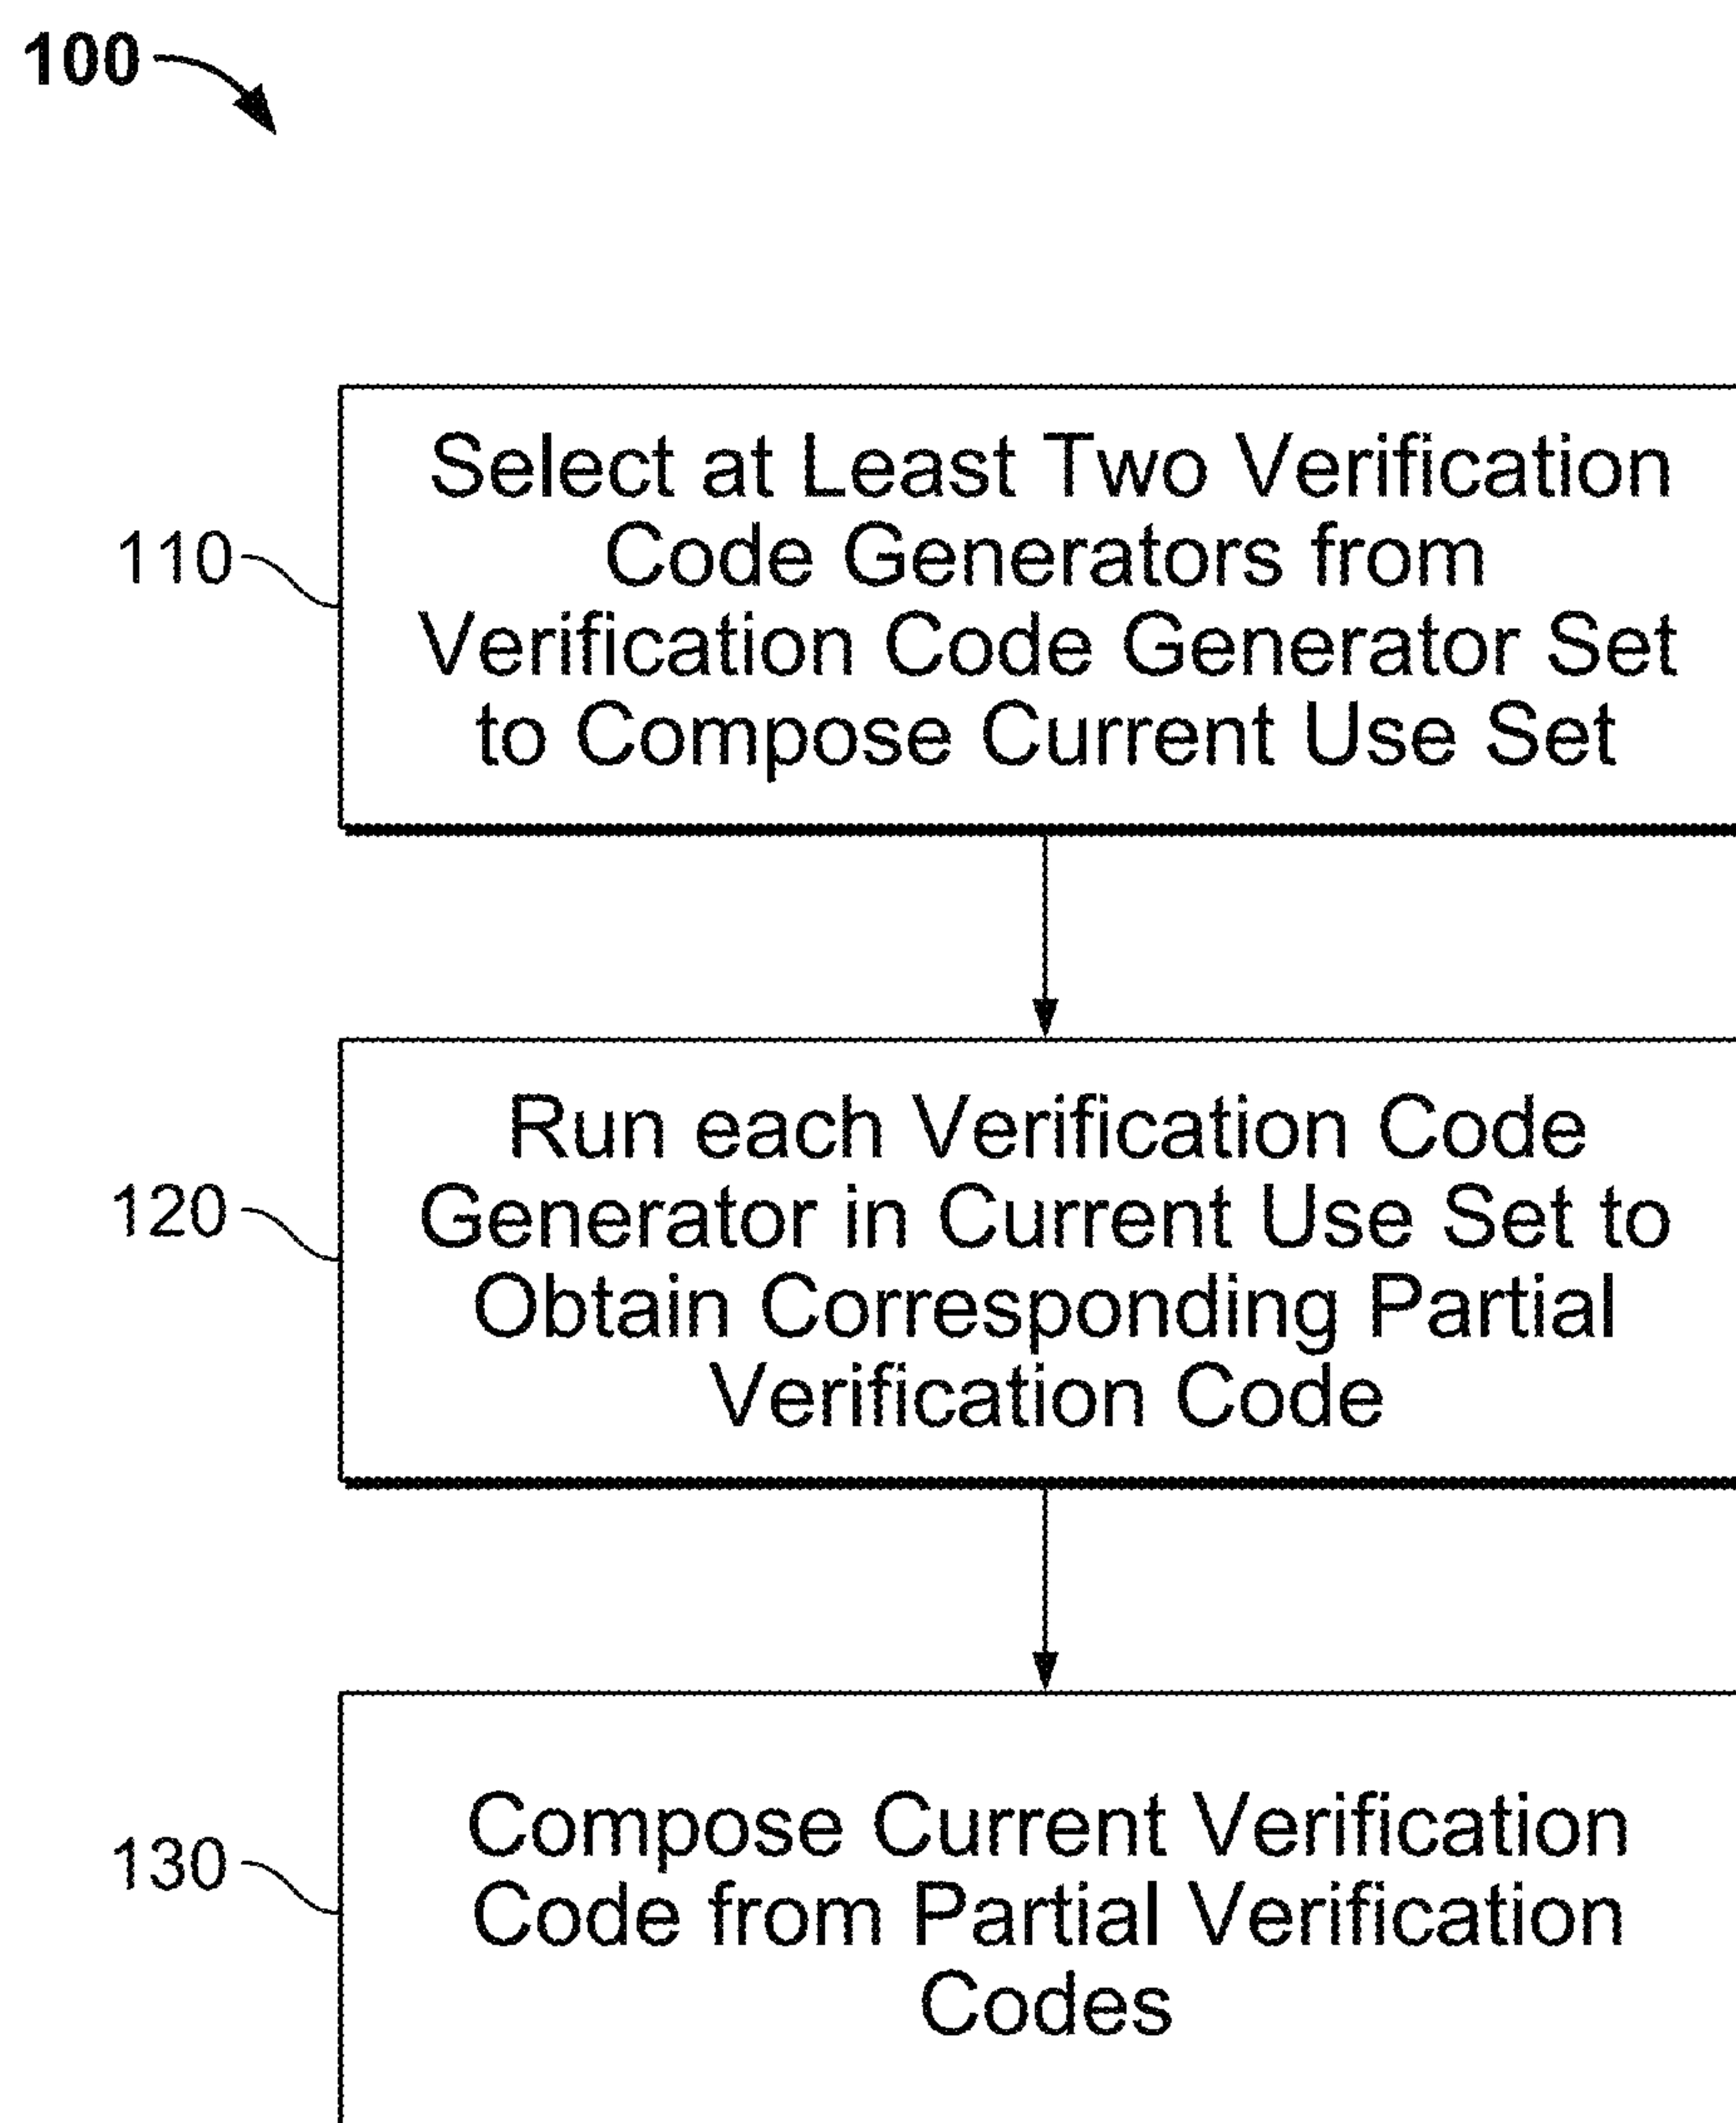 100
110
Select at Least Two Verification
Code Generators from
Verification Code Generator Set
to Compose Current Use Set
120
Run each Verification Code
Generator in Current Use Set to
Obtain Corresponding Partial
Verification Code
130
Compose Current Verification
Code from Partial Verification
Codes